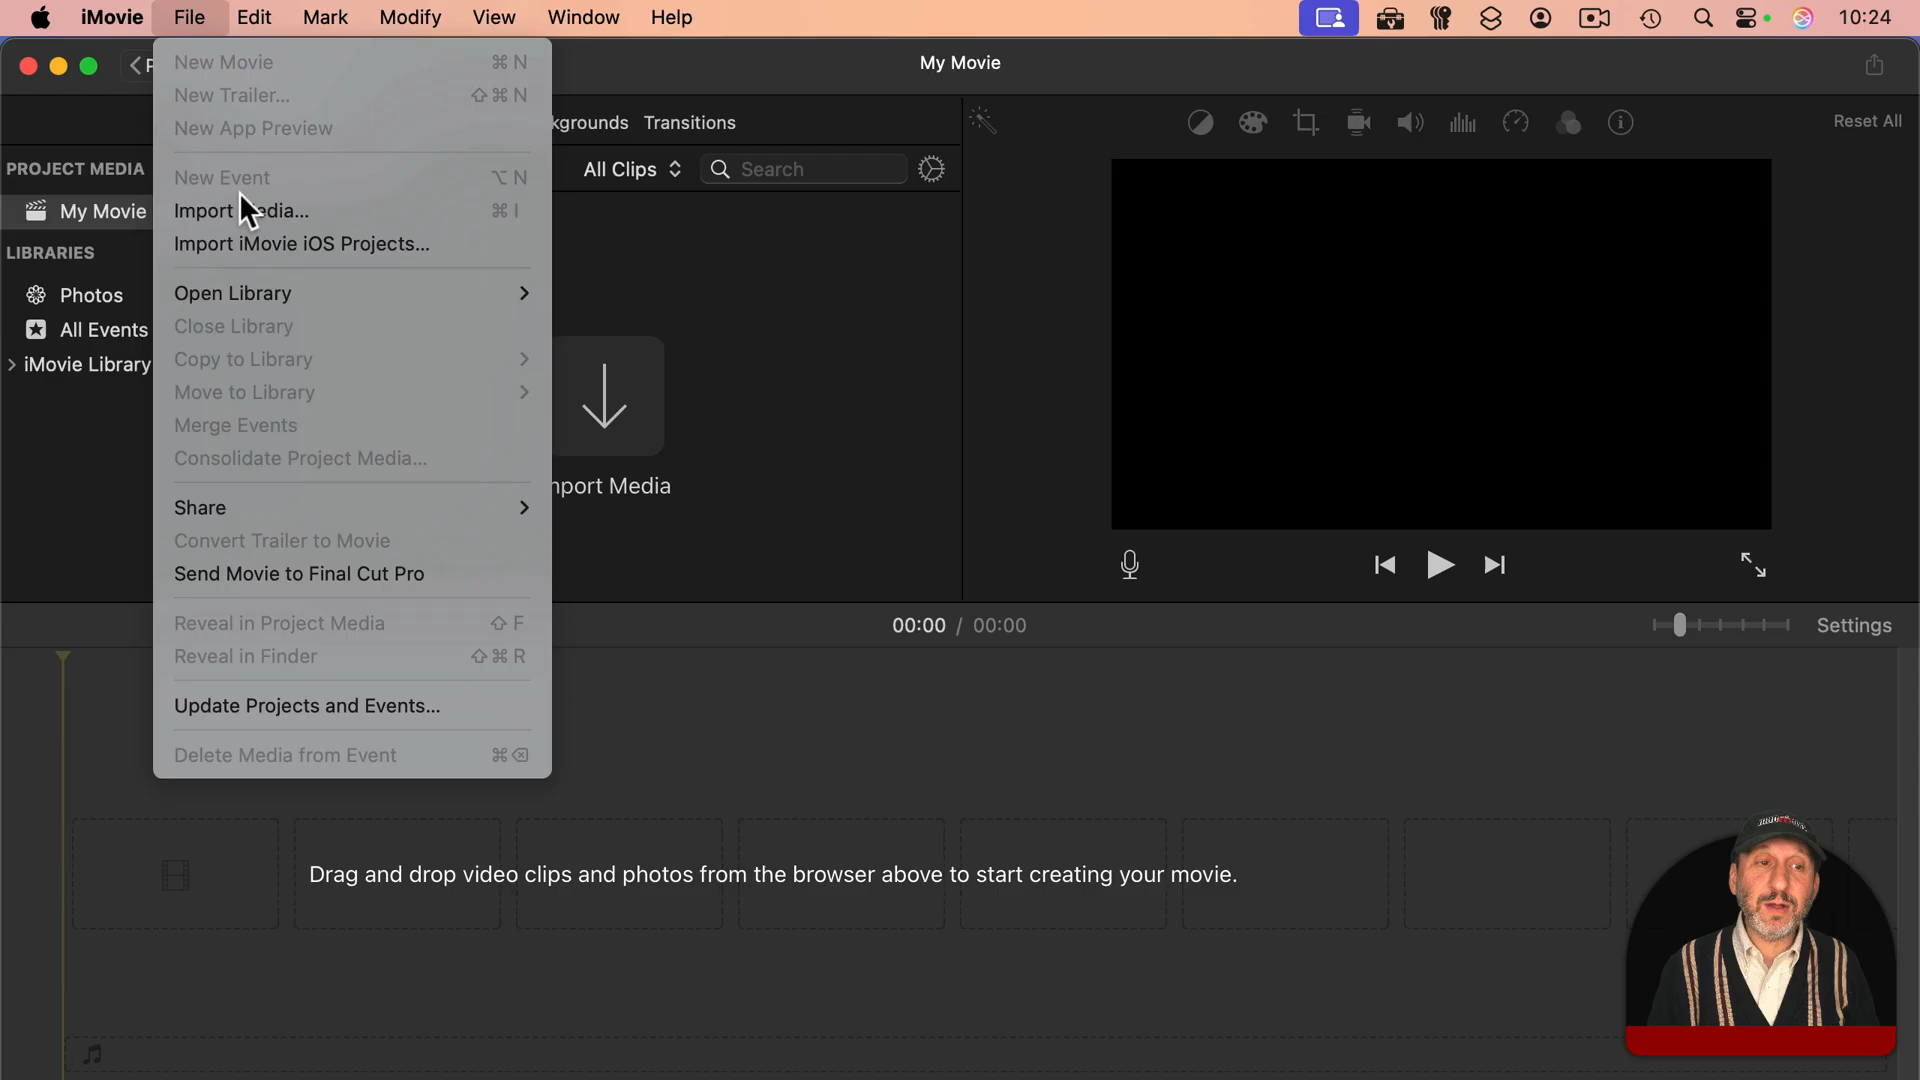 iMovie File Edit Mark Modify View Window Help 10:24
My Movie
New Movie ⌘ N
New Trailer... ⇧ ⌘ N
New App Preview
New Event ⌥ N
Import Media... ⌘ I
Import iMovie iOS Projects...
Open Library
Close Library
Copy to Library
Move to Library
Merge Events
Consolidate Project Media...
Share
Convert Trailer to Movie
Send Movie to Final Cut Pro
Reveal in Project Media ⇧ F
Reveal in Finder ⇧ ⌘ R
Update Projects and Events...
Delete Media from Event ⌘ ⌫
PROJECT MEDIA
My Movie
LIBRARIES
Photos
All Events
iMovie Library
kgrounds Transitions
All Clips Search
mport Media
Reset All
00:00 / 00:00
Settings
Drag and drop video clips and photos from the browser above to start creating your movie.